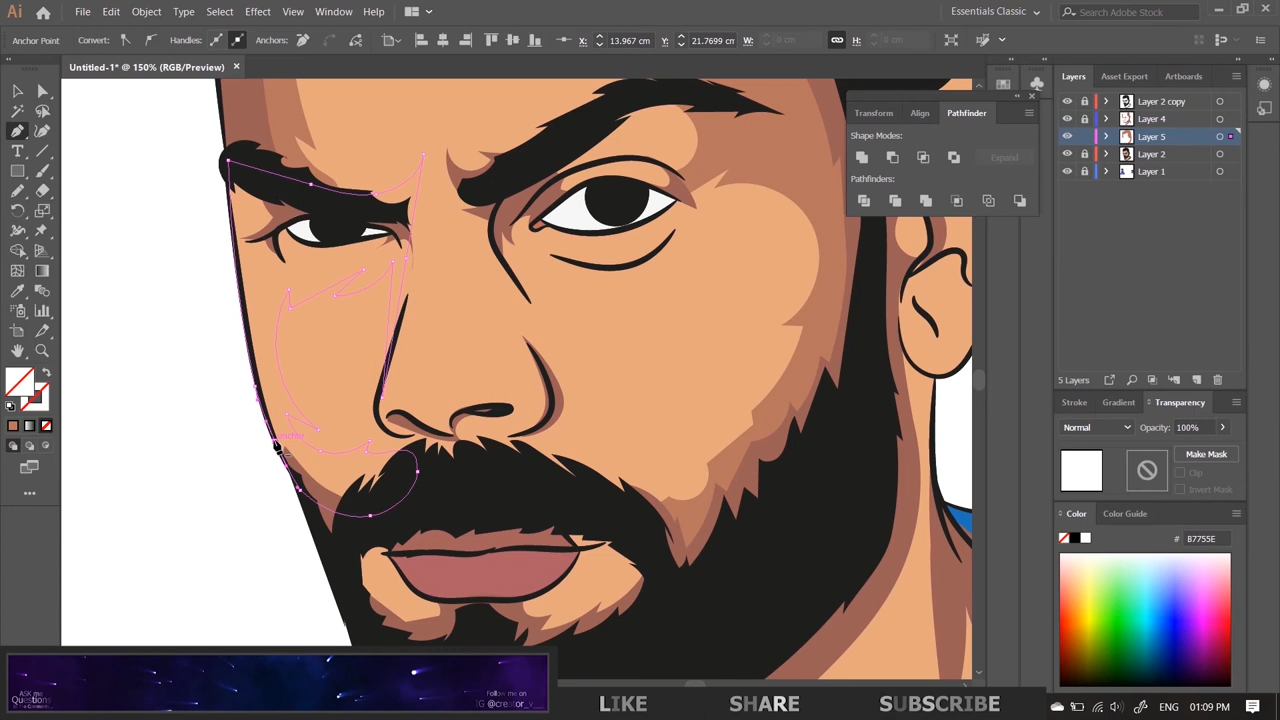 Ai File Edit Object Type Select Effect View Window Help Essentials Classic Search Adobe Stock
Anchor Point Convert: Handles: Anchors: X: 13.967 cm Y: 21.7699 cm W: 0 cm H: 0 cm
Untitled-1* @ 150% (RGB/Preview)
Layers Asset Export Artboards
Layer 2 copy
Layer 4
Layer 5
Layer 2
Layer 1
5 Layers
Transform Align Pathfinder
Shape Modes:
Expand
Pathfinders:
Stroke Gradient Transparency
Normal Opacity: 100%
Make Mask
Clip
Invert Mask
Color Color Guide
# B7755E
ASK me
Questions
Follow me on
IG @creator_v__
LIKE SHARE SUBSCRIBE
ENG 01:09 PM